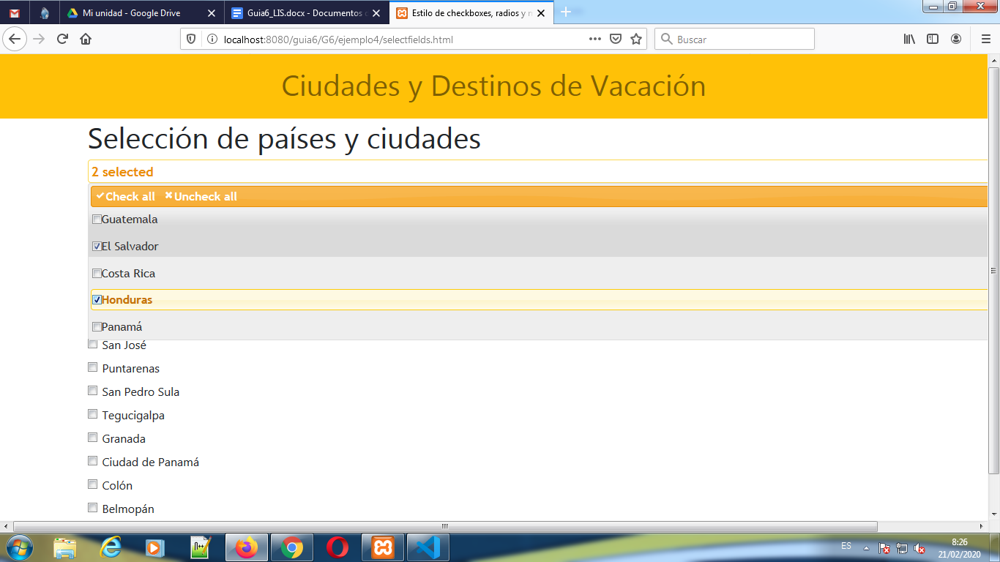 Mi unidad - Google Drive
Guia6_LIS.docx - Documentos
Estilo de checkboxes, radios y
localhost:8080/guia6/G6/ejemplo4/selectfields.html
Buscar
Ciudades y Destinos de Vacación
Selección de países y ciudades
2 selected
Check all Uncheck all
Guatemala
El Salvador
Costa Rica
Honduras
Panamá
San José
Puntarenas
San Pedro Sula
Tegucigalpa
Granada
Ciudad de Panamá
Colón
Belmopán
ES
8:26
21/02/2020